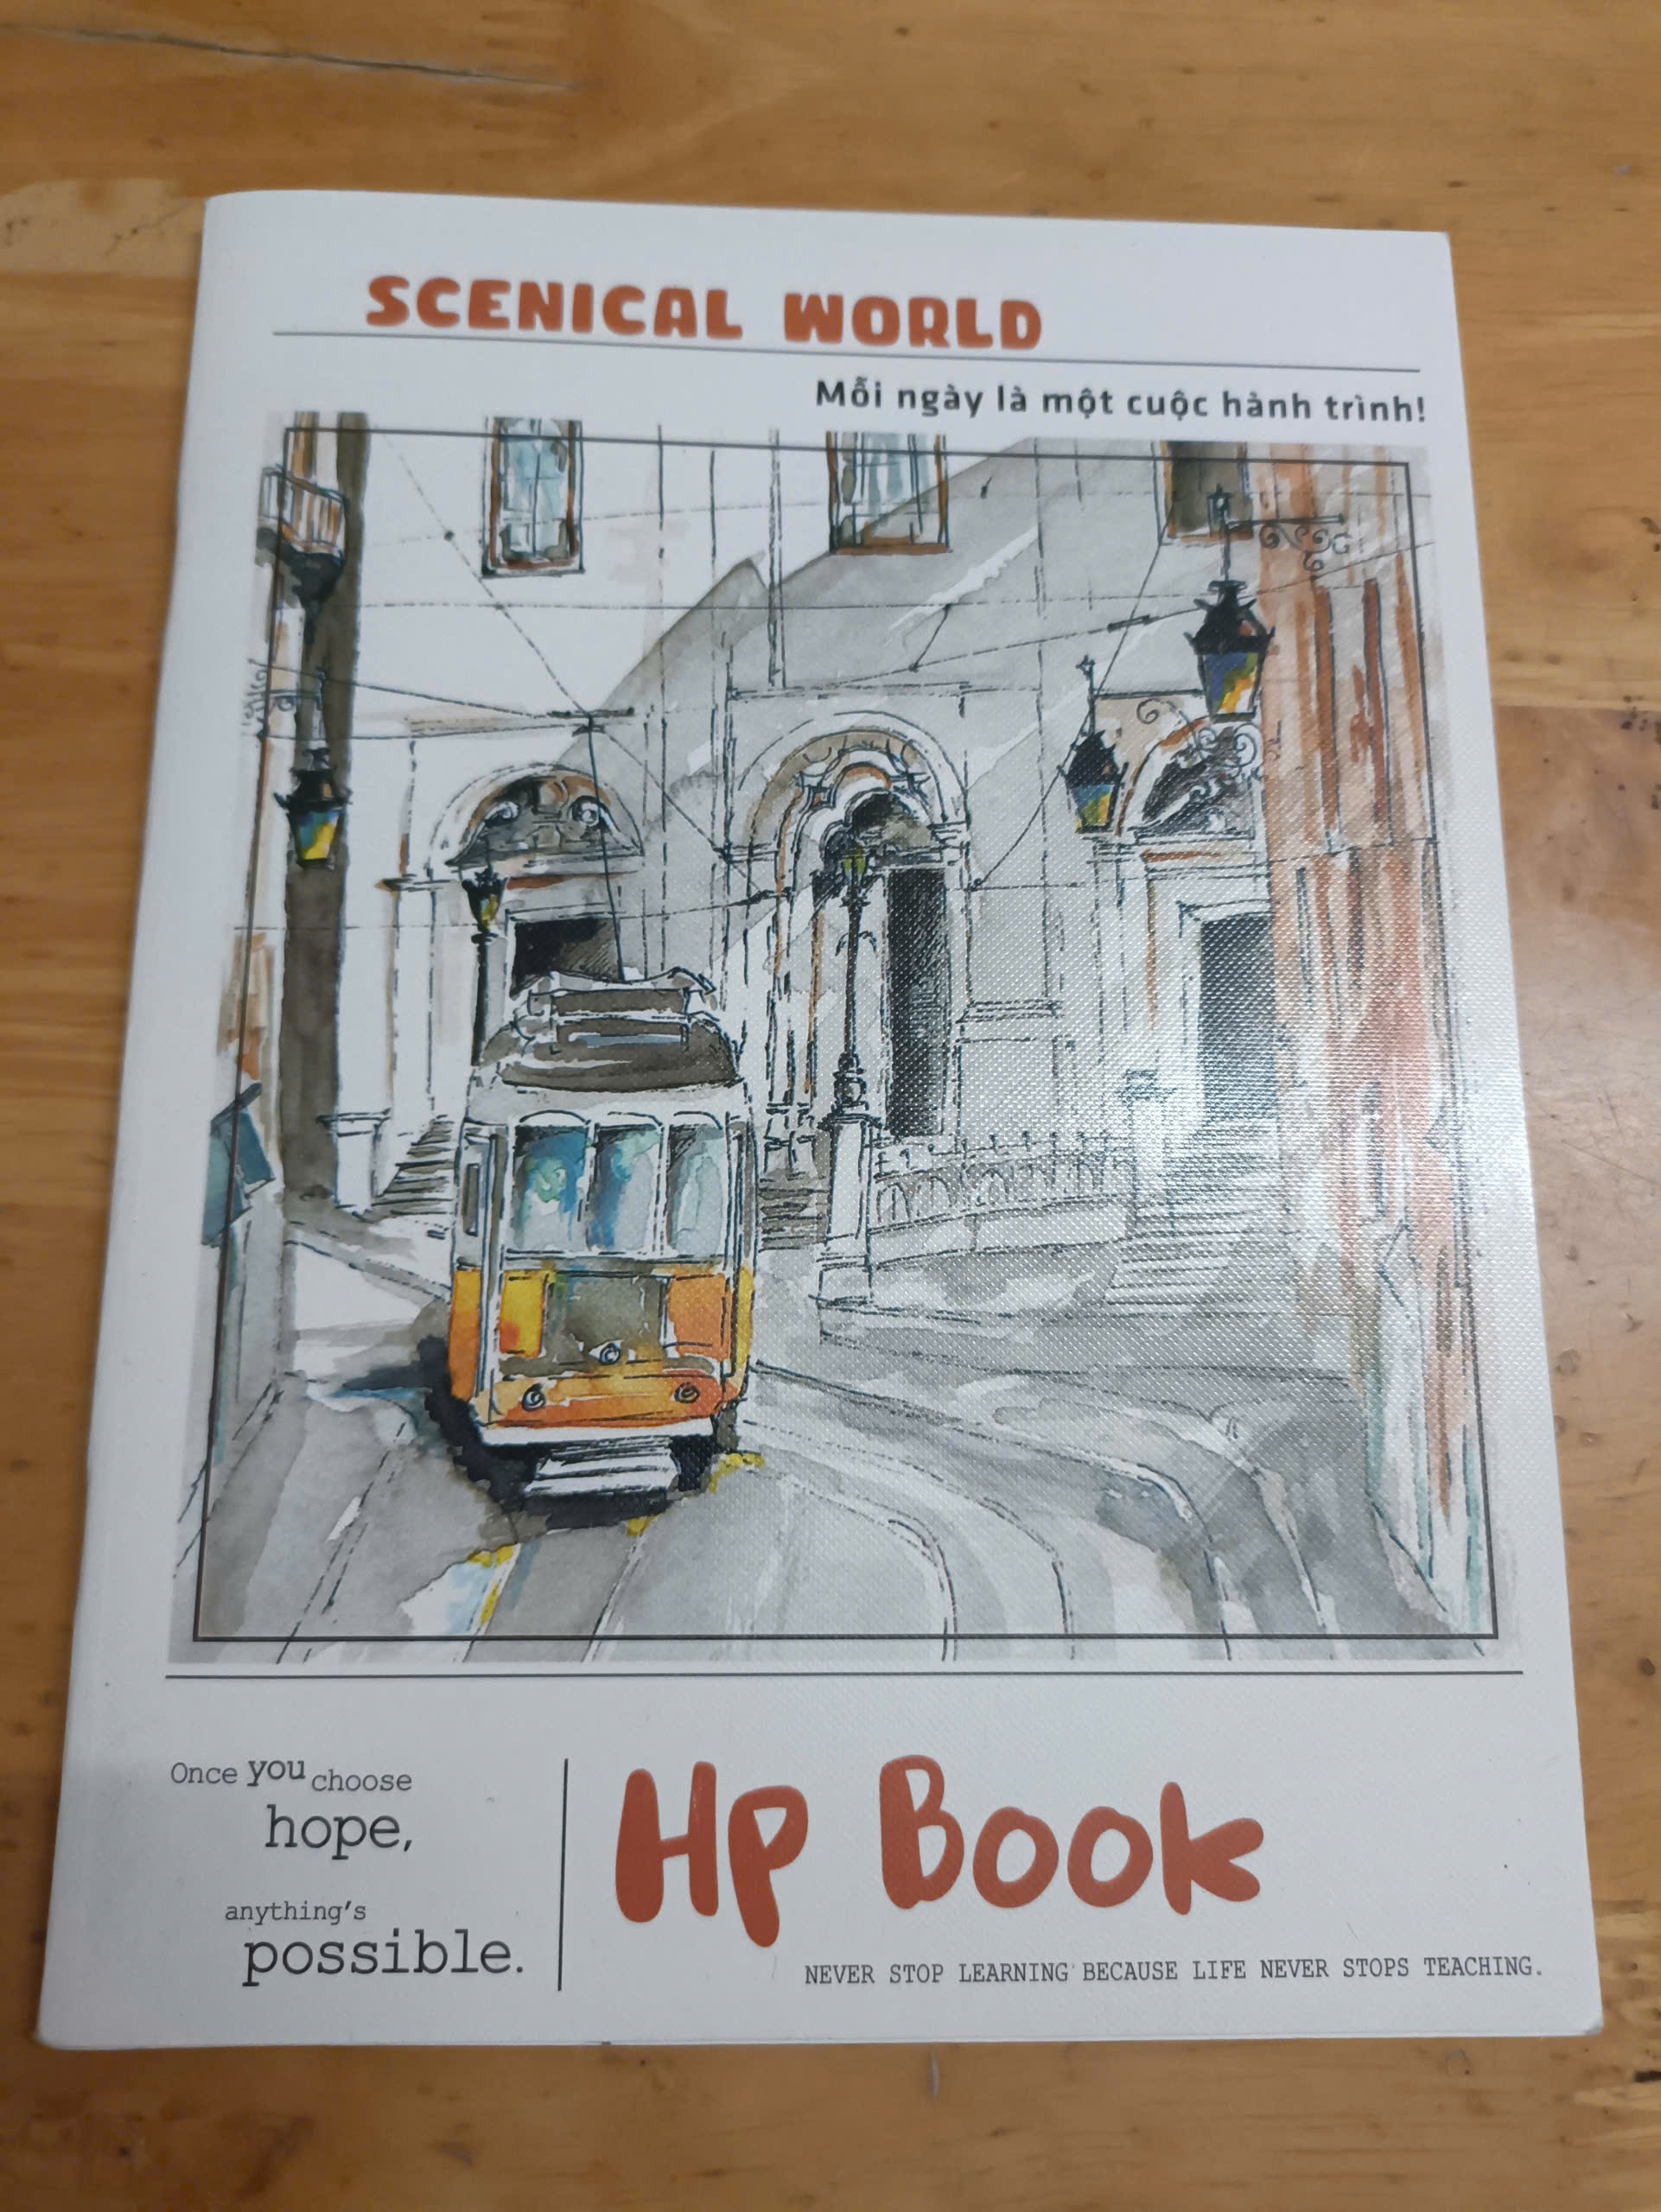 SCENICAL WORLD
Mỗi ngày là một cuộc hành trình!
Once you choose
hope,
anything's
possible.
Hp Book
NEVER STOP LEARNING BECAUSE LIFE NEVER STOPS TEACHING.